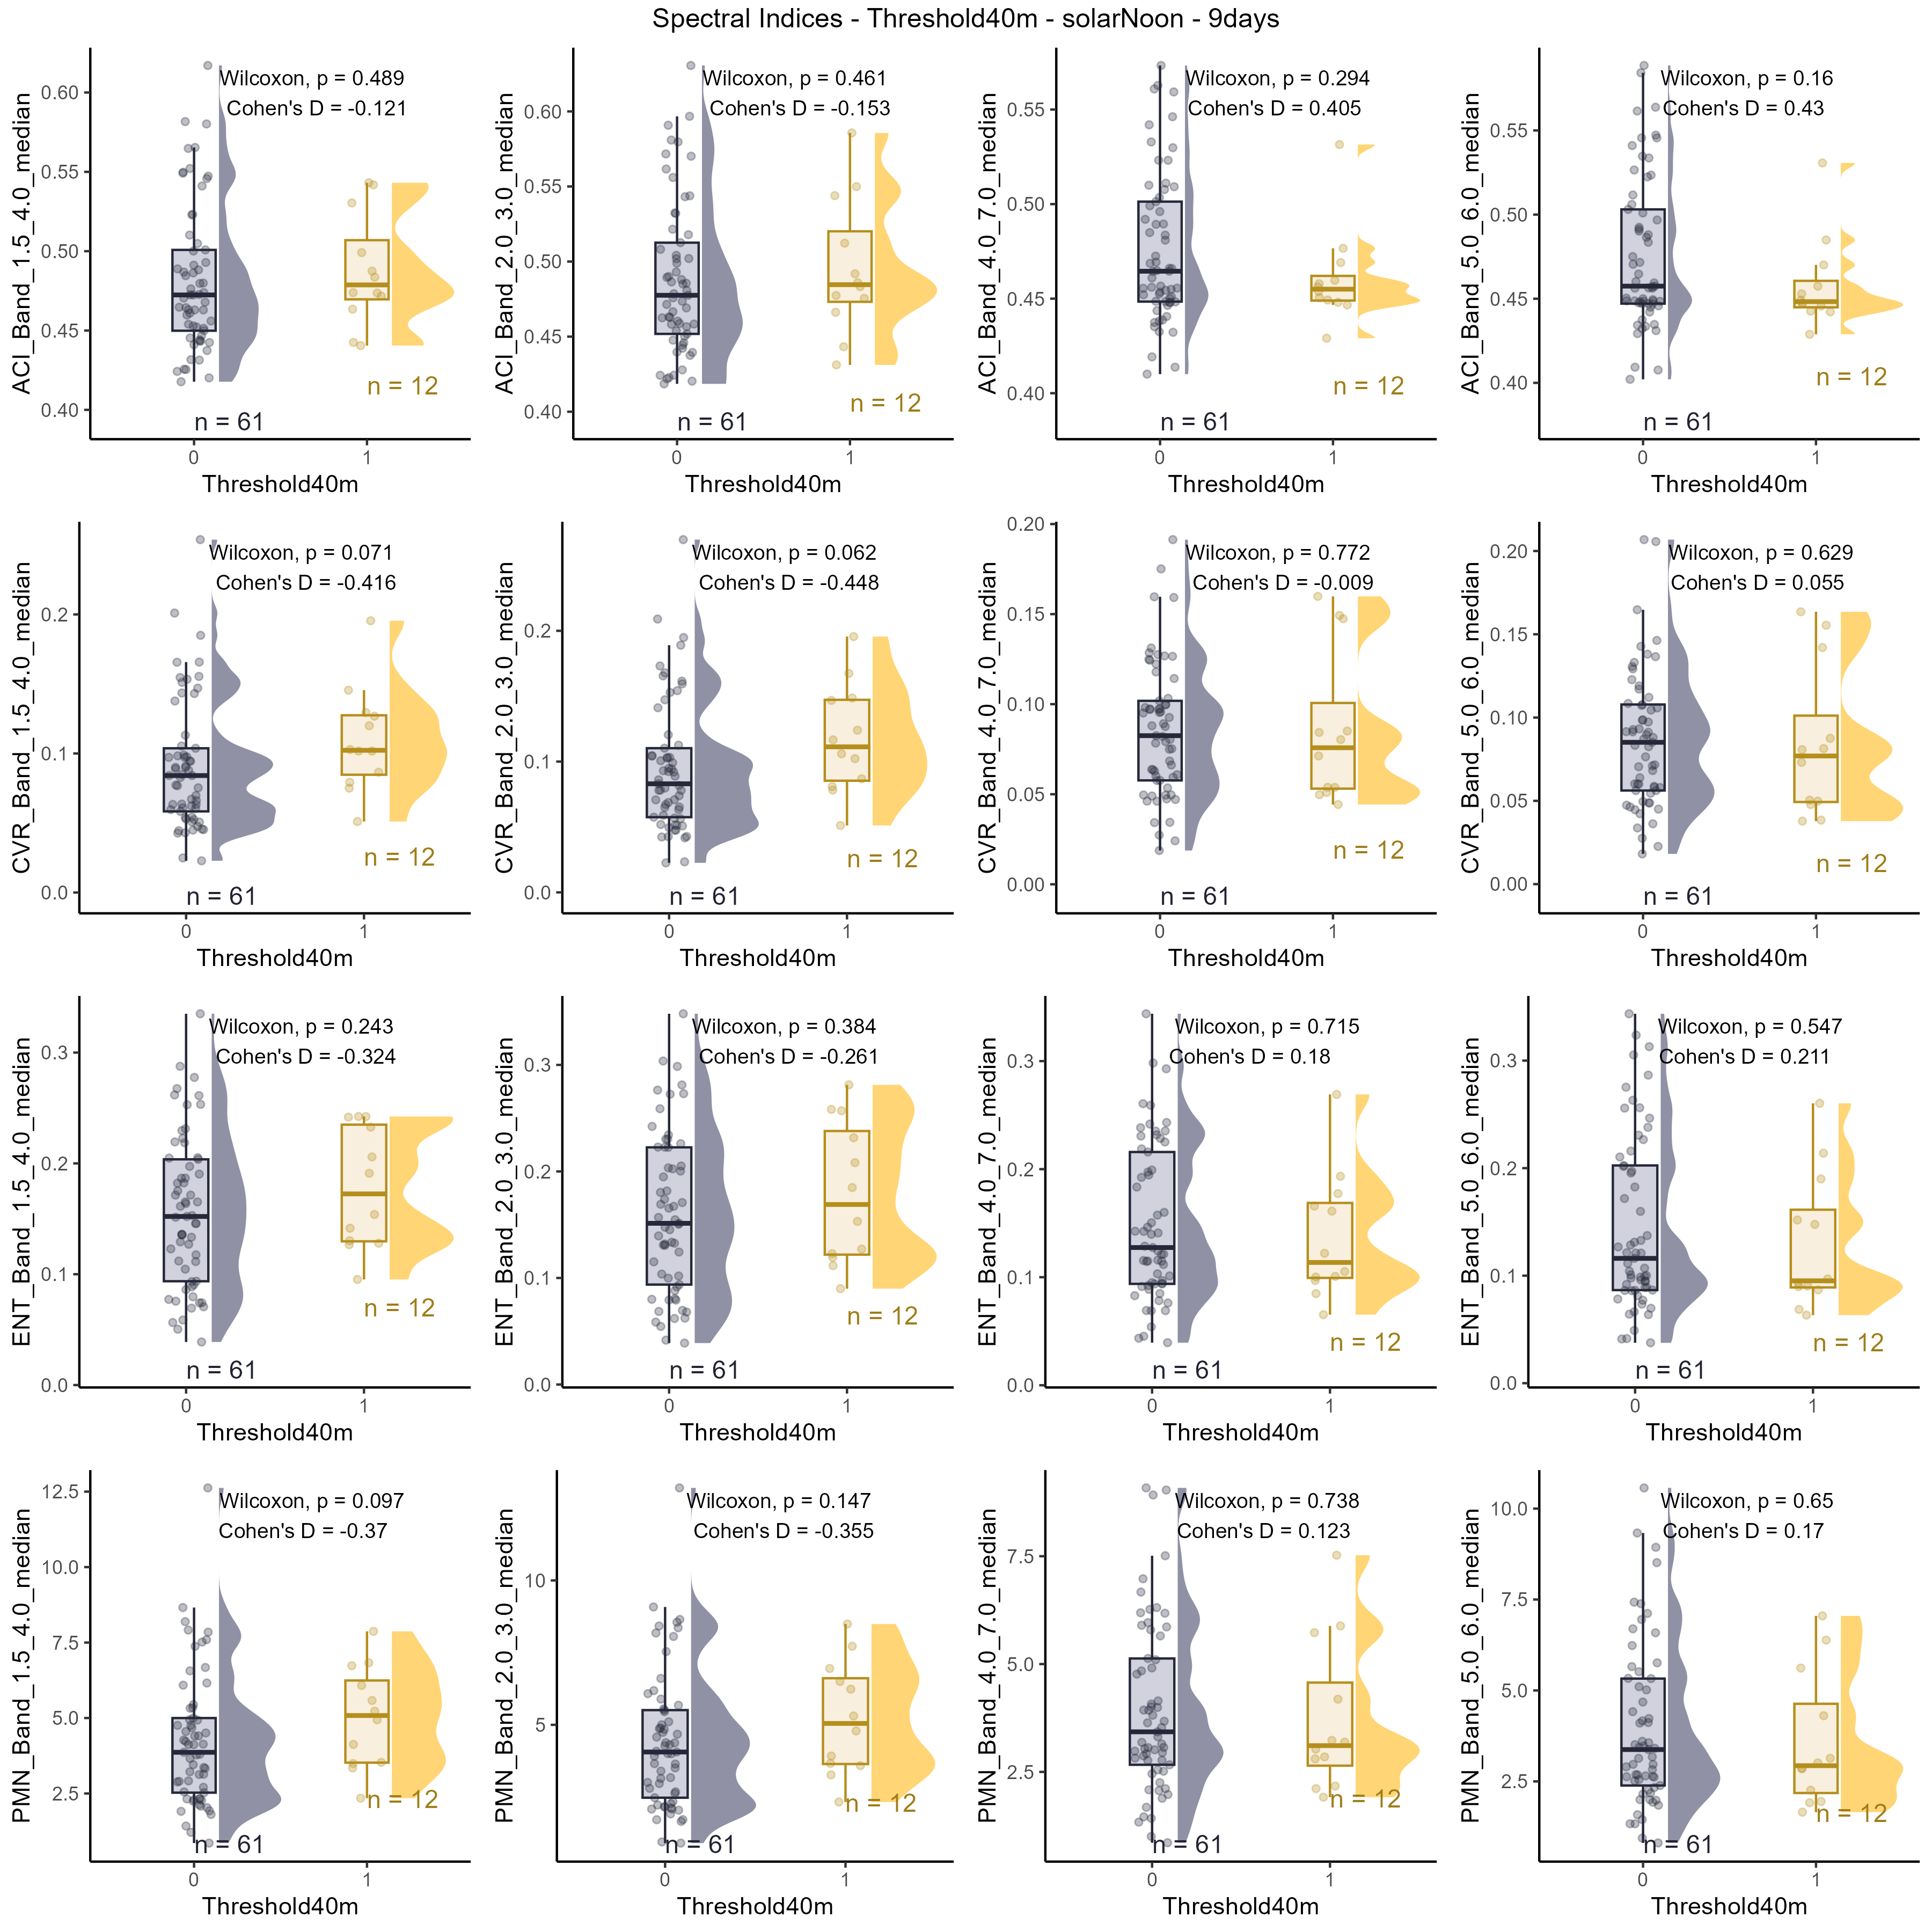 Spectral Indices - Threshold40m - solarNoon - 9days
ACI_Band_1.5_4.0_median
0.60
0.55
0.50
0.45
0.40
Wilcoxon, p = 0.489
Cohen's D = -0.121
n = 61
n = 12
0
1
Threshold40m
ACI_Band_2.0_3.0_median
0.60
0.55
0.50
0.45
0.40
Wilcoxon, p = 0.461
Cohen's D = -0.153
n = 61
n = 12
0
1
Threshold40m
ACI_Band_4.0_7.0_median
0.55
0.50
0.45
0.40
Wilcoxon, p = 0.294
Cohen's D = 0.405
n = 61
n = 12
0
1
Threshold40m
ACI_Band_5.0_6.0_median
0.55
0.50
0.45
0.40
Wilcoxon, p = 0.16
Cohen's D = 0.43
n = 61
n = 12
0
1
Threshold40m
CVR_Band_1.5_4.0_median
0.2
0.1
0.0
Wilcoxon, p = 0.071
Cohen's D = -0.416
n = 61
n = 12
0
1
Threshold40m
CVR_Band_2.0_3.0_median
0.2
0.1
0.0
Wilcoxon, p = 0.062
Cohen's D = -0.448
n = 61
n = 12
0
1
Threshold40m
CVR_Band_4.0_7.0_median
0.20
0.15
0.10
0.05
0.00
Wilcoxon, p = 0.772
Cohen's D = -0.009
n = 61
n = 12
0
1
Threshold40m
CVR_Band_5.0_6.0_median
0.20
0.15
0.10
0.05
0.00
Wilcoxon, p = 0.629
Cohen's D = 0.055
n = 61
n = 12
0
1
Threshold40m
ENT_Band_1.5_4.0_median
0.3
0.2
0.1
0.0
Wilcoxon, p = 0.243
Cohen's D = -0.324
n = 61
n = 12
0
1
Threshold40m
ENT_Band_2.0_3.0_median
0.3
0.2
0.1
0.0
Wilcoxon, p = 0.384
Cohen's D = -0.261
n = 61
n = 12
0
1
Threshold40m
ENT_Band_4.0_7.0_median
0.3
0.2
0.1
0.0
Wilcoxon, p = 0.715
Cohen's D = 0.18
n = 61
n = 12
0
1
Threshold40m
ENT_Band_5.0_6.0_median
0.3
0.2
0.1
0.0
Wilcoxon, p = 0.547
Cohen's D = 0.211
n = 61
n = 12
0
1
Threshold40m
PMN_Band_1.5_4.0_median
12.5
10.0
7.5
5.0
2.5
Wilcoxon, p = 0.097
Cohen's D = -0.37
n = 61
n = 12
0
1
Threshold40m
PMN_Band_2.0_3.0_median
10
5
Wilcoxon, p = 0.147
Cohen's D = -0.355
n = 61
n = 12
0
1
Threshold40m
PMN_Band_4.0_7.0_median
7.5
5.0
2.5
Wilcoxon, p = 0.738
Cohen's D = 0.123
n = 61
n = 12
0
1
Threshold40m
PMN_Band_5.0_6.0_median
10.0
7.5
5.0
2.5
Wilcoxon, p = 0.65
Cohen's D = 0.17
n = 61
n = 12
0
1
Threshold40m